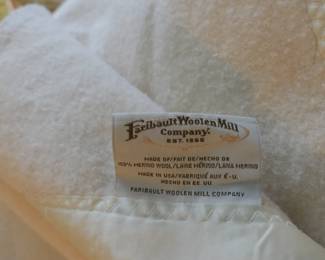 Faribault Woolen Mill
Company.
EST. 1865
MADE OF/FAIT DE/HECHO DE
100% MERINO WOOL/LAINE MÉRINO/LANA MERINO
MADE IN USA/FABRIQUÉ AUX É-U.
HECHO EN EE. UU.
FARIBAULT WOOLEN MILL COMPANY